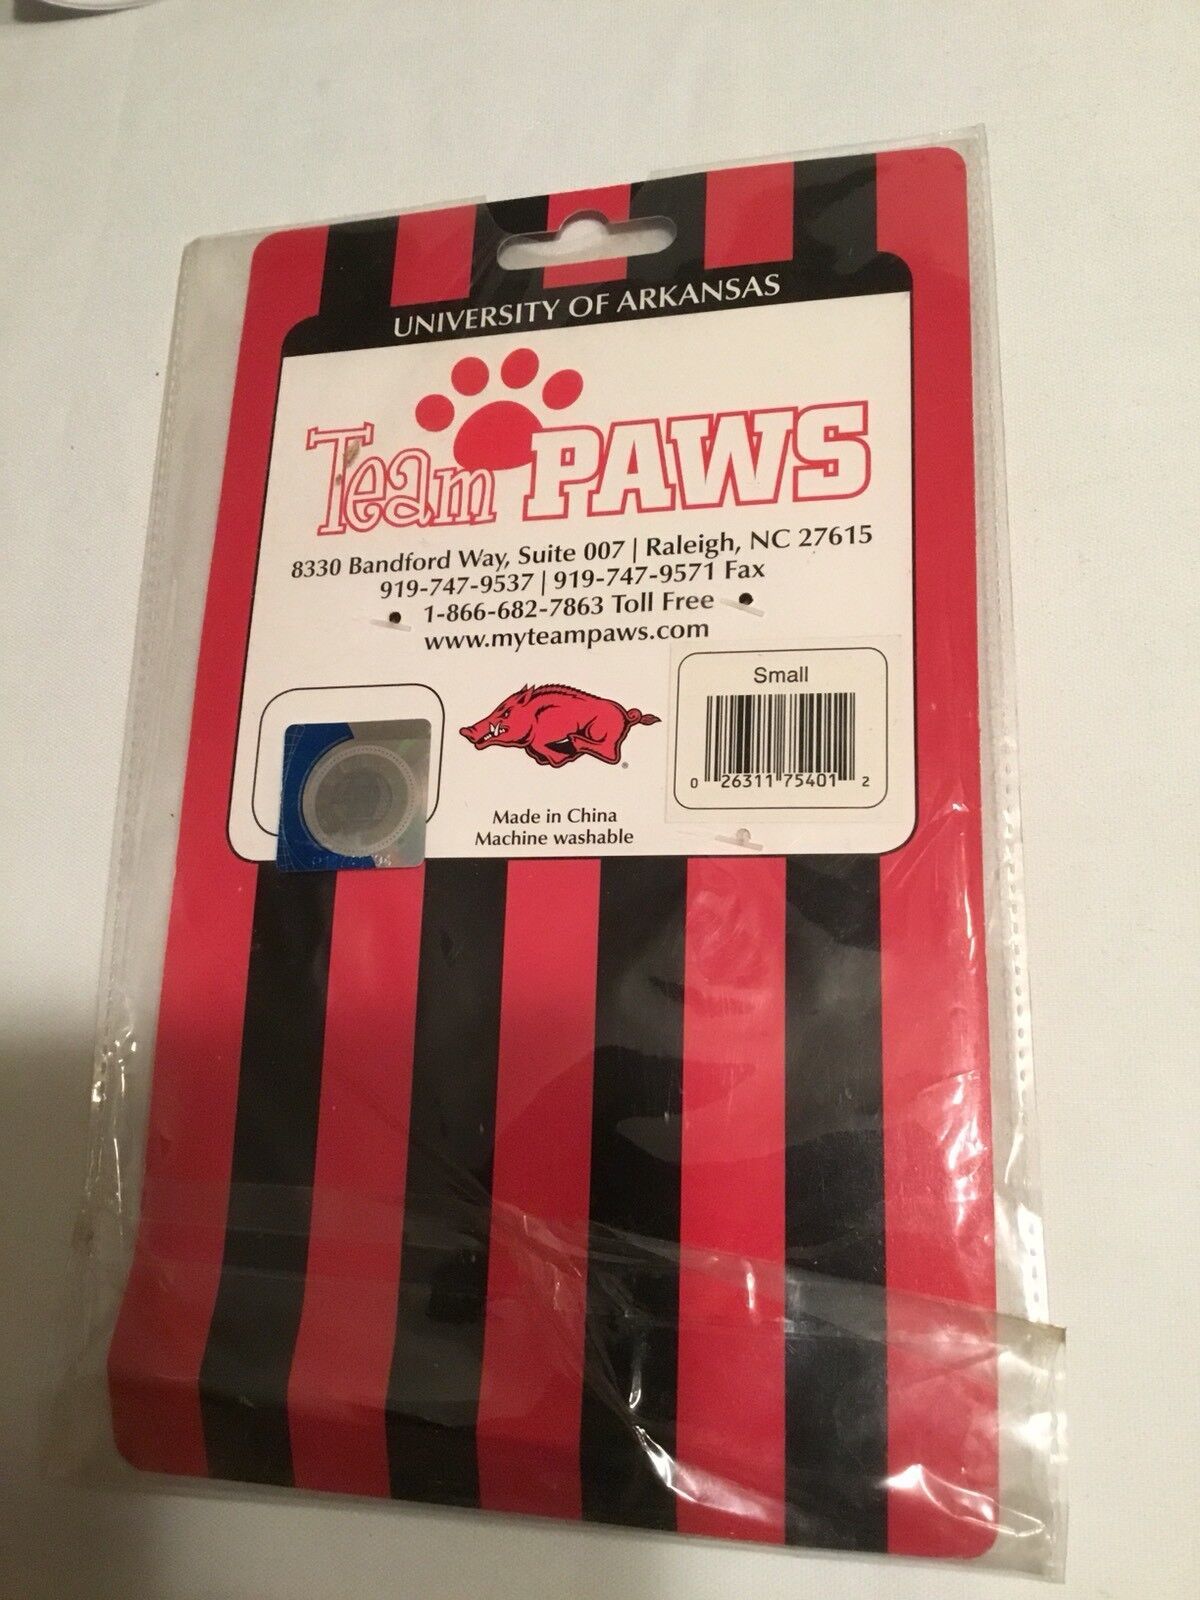 UNIVERSITY OF ARKANSAS
Team PAWS
8330 Bandford Way, Suite 007 | Raleigh, NC 27615
919-747-9537 | 919-747-9571 Fax
1-866-682-7863 Toll Free
www.myteampaws.com
Small
0 26311 75401 2
®
Made in China
Machine washable